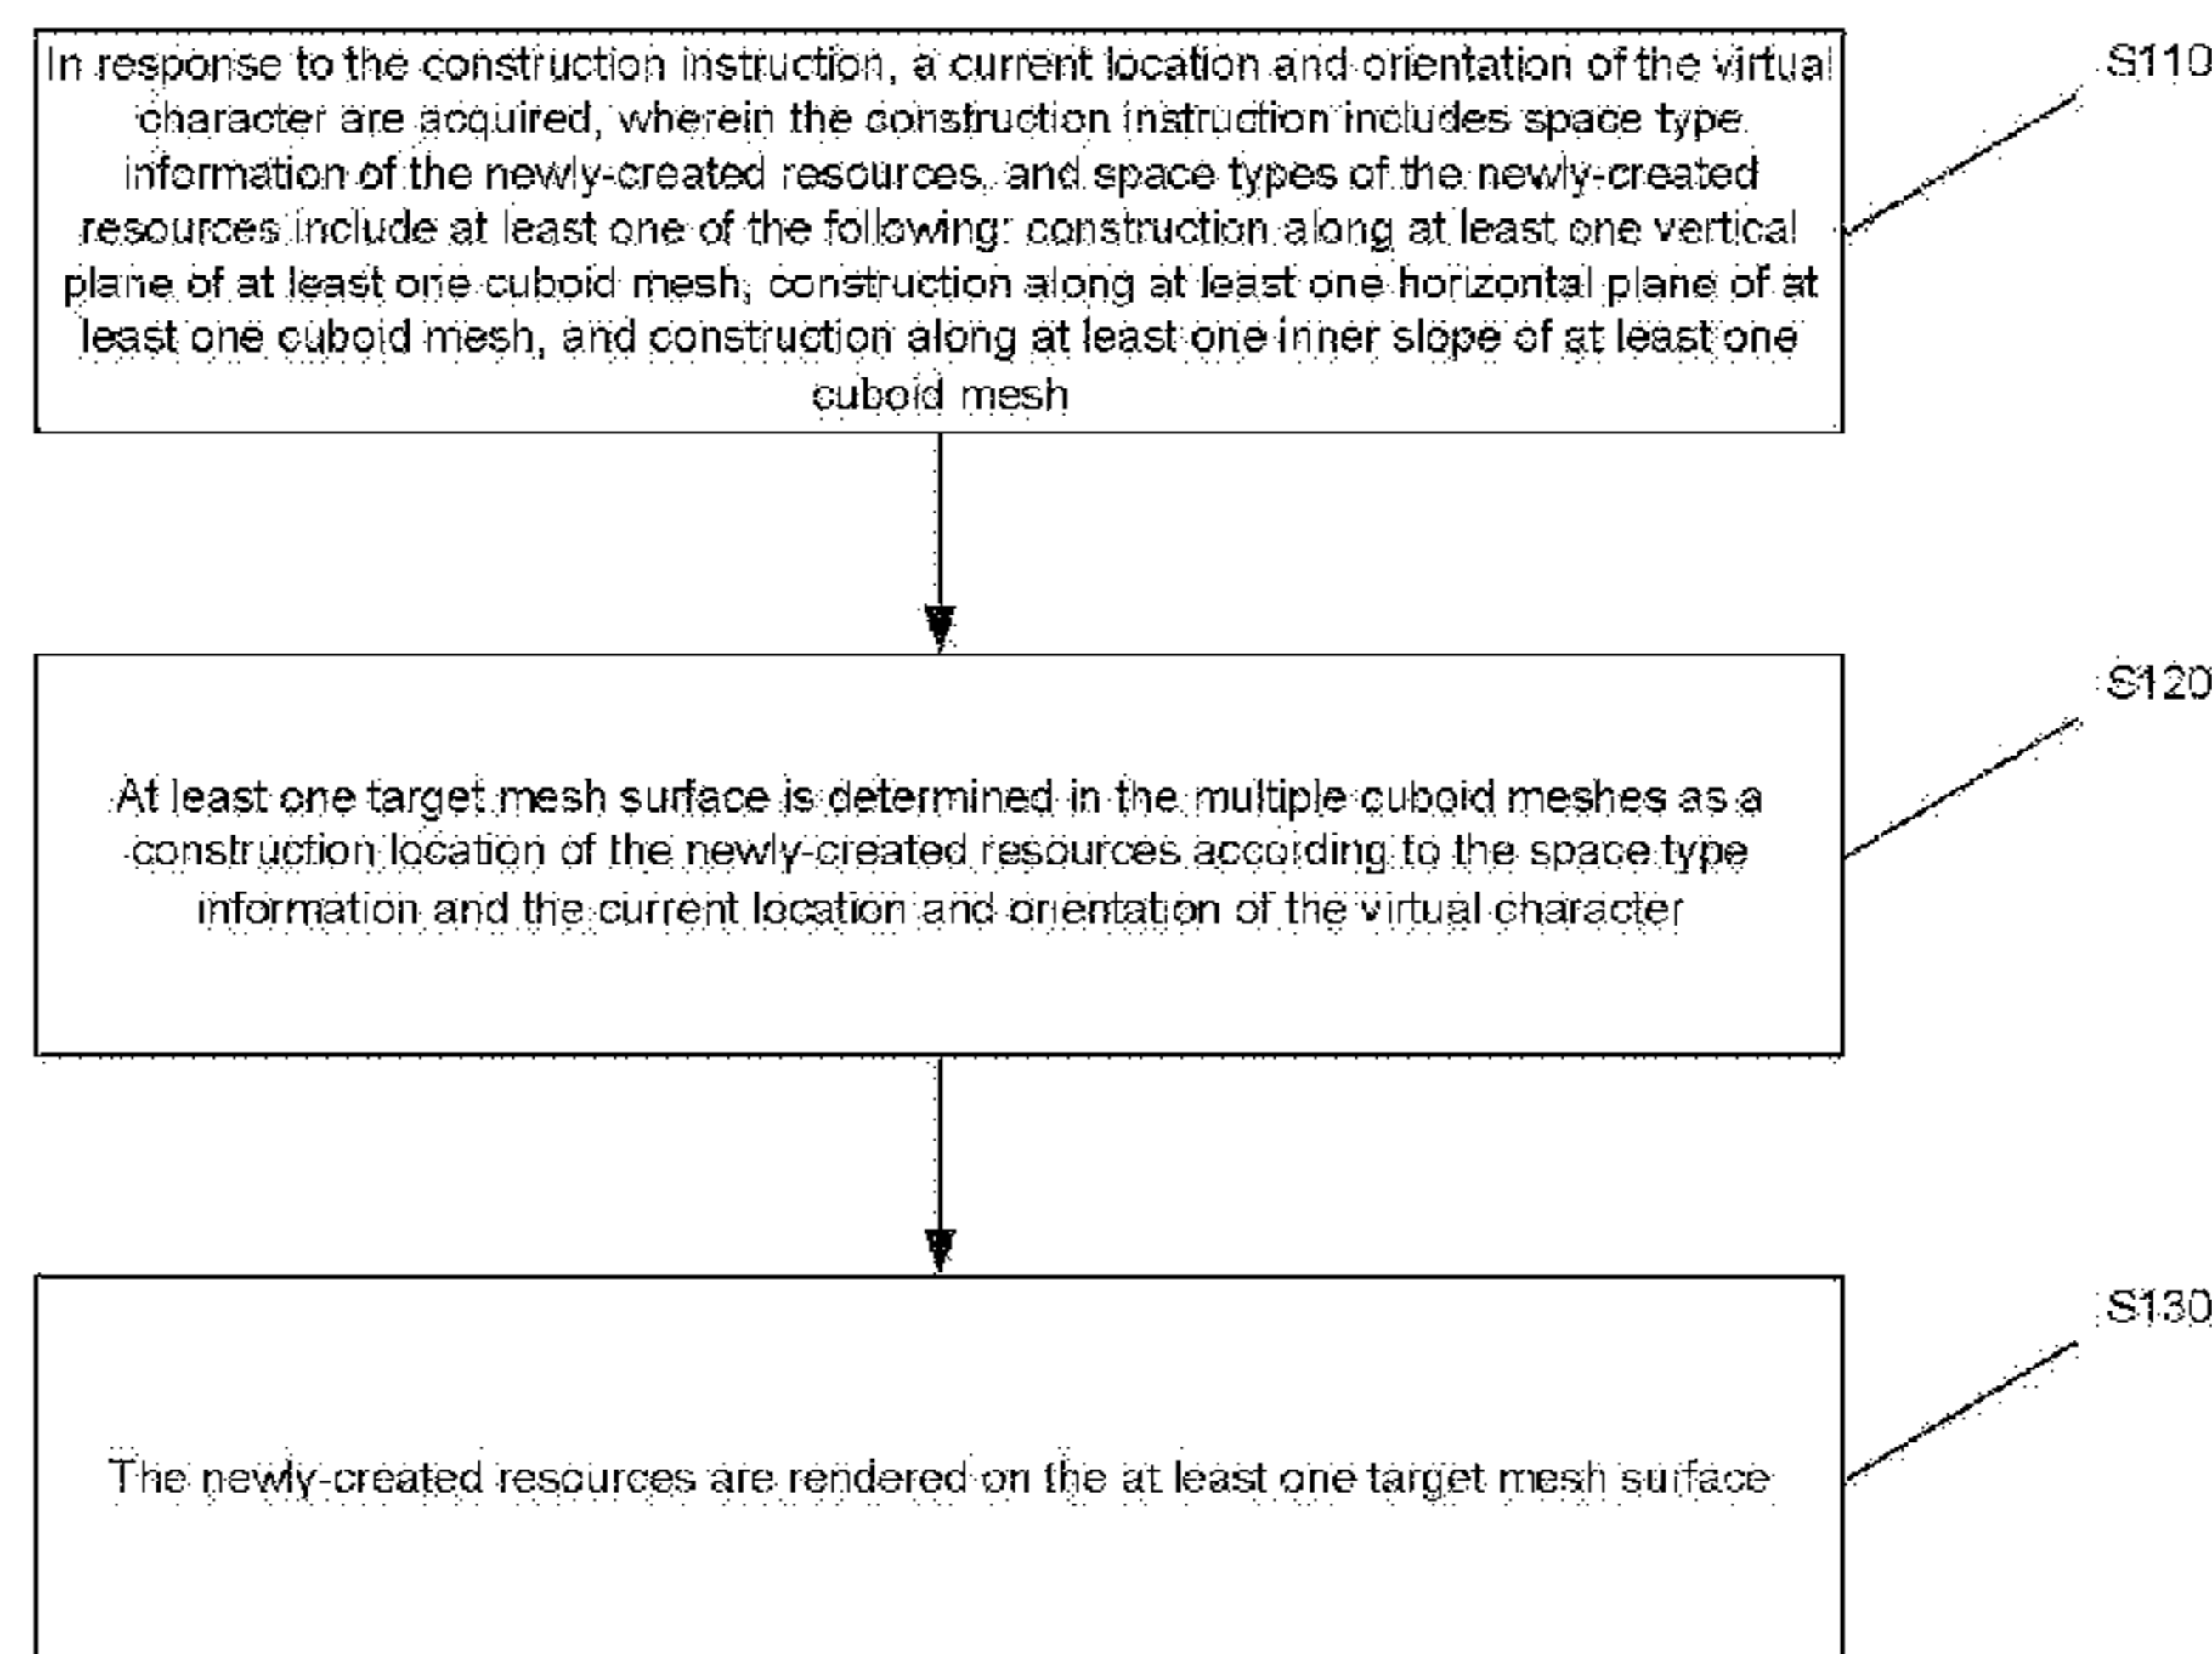 In response to the construction instruction, a current location and orientation of the virtual
S110
character are acquired, wherein the construction instruction includes space type
information of the newly-created resources, and space types of the newly-created
resources include at least one of the following: construction along at least one vertical
plane of at least one cuboid mesh, construction along at least one horizontal plane of at
least one cuboid mesh, and construction along at least one inner slope of at least one
cuboid mesh
S120
At least one target mesh surface is determined in the multiple cuboid meshes as a
construction location of the newly-created resources according to the space type
information and the current location and orientation of the virtual character
S130
The newly-created resources are rendered on the at least one target mesh surface